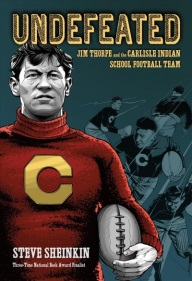 UNDEFEATED
JIM THORPE and the CARLISLE INDIAN
SCHOOL FOOTBALL TEAM
C
STEVE SHEINKIN
Three-Time National Book Award Finalist